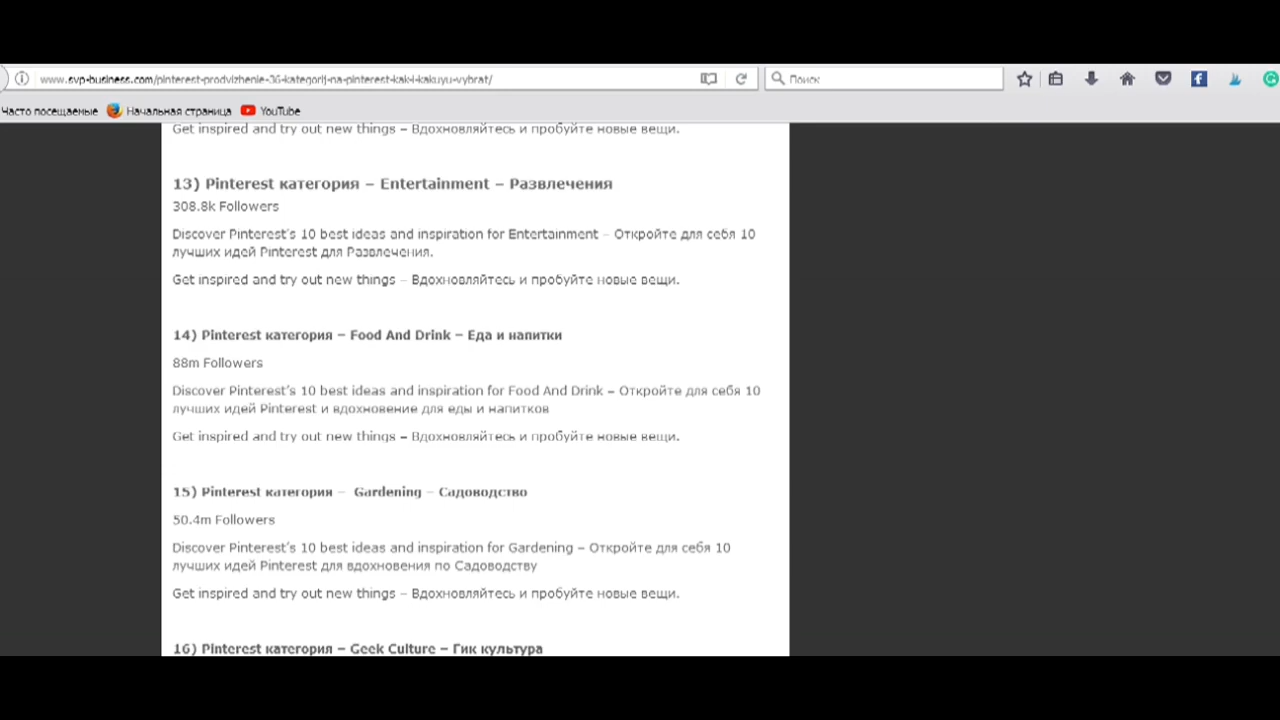 www.svp-business.com/pinterest-prodvizhenie-36-kategorij-na-pinterest-kak-i-kakuyu-vybrat/
Поиск
Часто посещаемые Начальная страница YouTube
Get inspired and try out new things – Вдохновляйтесь и пробуйте новые вещи.
13) Pinterest категория – Entertainment – Развлечения
308.8k Followers
Discover Pinterest's 10 best ideas and inspiration for Entertainment – Откройте для себя 10
лучших идей Pinterest для Развлечения.
Get inspired and try out new things – Вдохновляйтесь и пробуйте новые вещи.
14) Pinterest категория – Food And Drink – Еда и напитки
88m Followers
Discover Pinterest's 10 best ideas and inspiration for Food And Drink – Откройте для себя 10
лучших идей Pinterest и вдохновение для еды и напитков
Get inspired and try out new things – Вдохновляйтесь и пробуйте новые вещи.
15) Pinterest категория – Gardening – Садоводство
50.4m Followers
Discover Pinterest's 10 best ideas and inspiration for Gardening – Откройте для себя 10
лучших идей Pinterest для вдохновения по Садоводству
Get inspired and try out new things – Вдохновляйтесь и пробуйте новые вещи.
16) Pinterest категория – Geek Culture – Гик культура